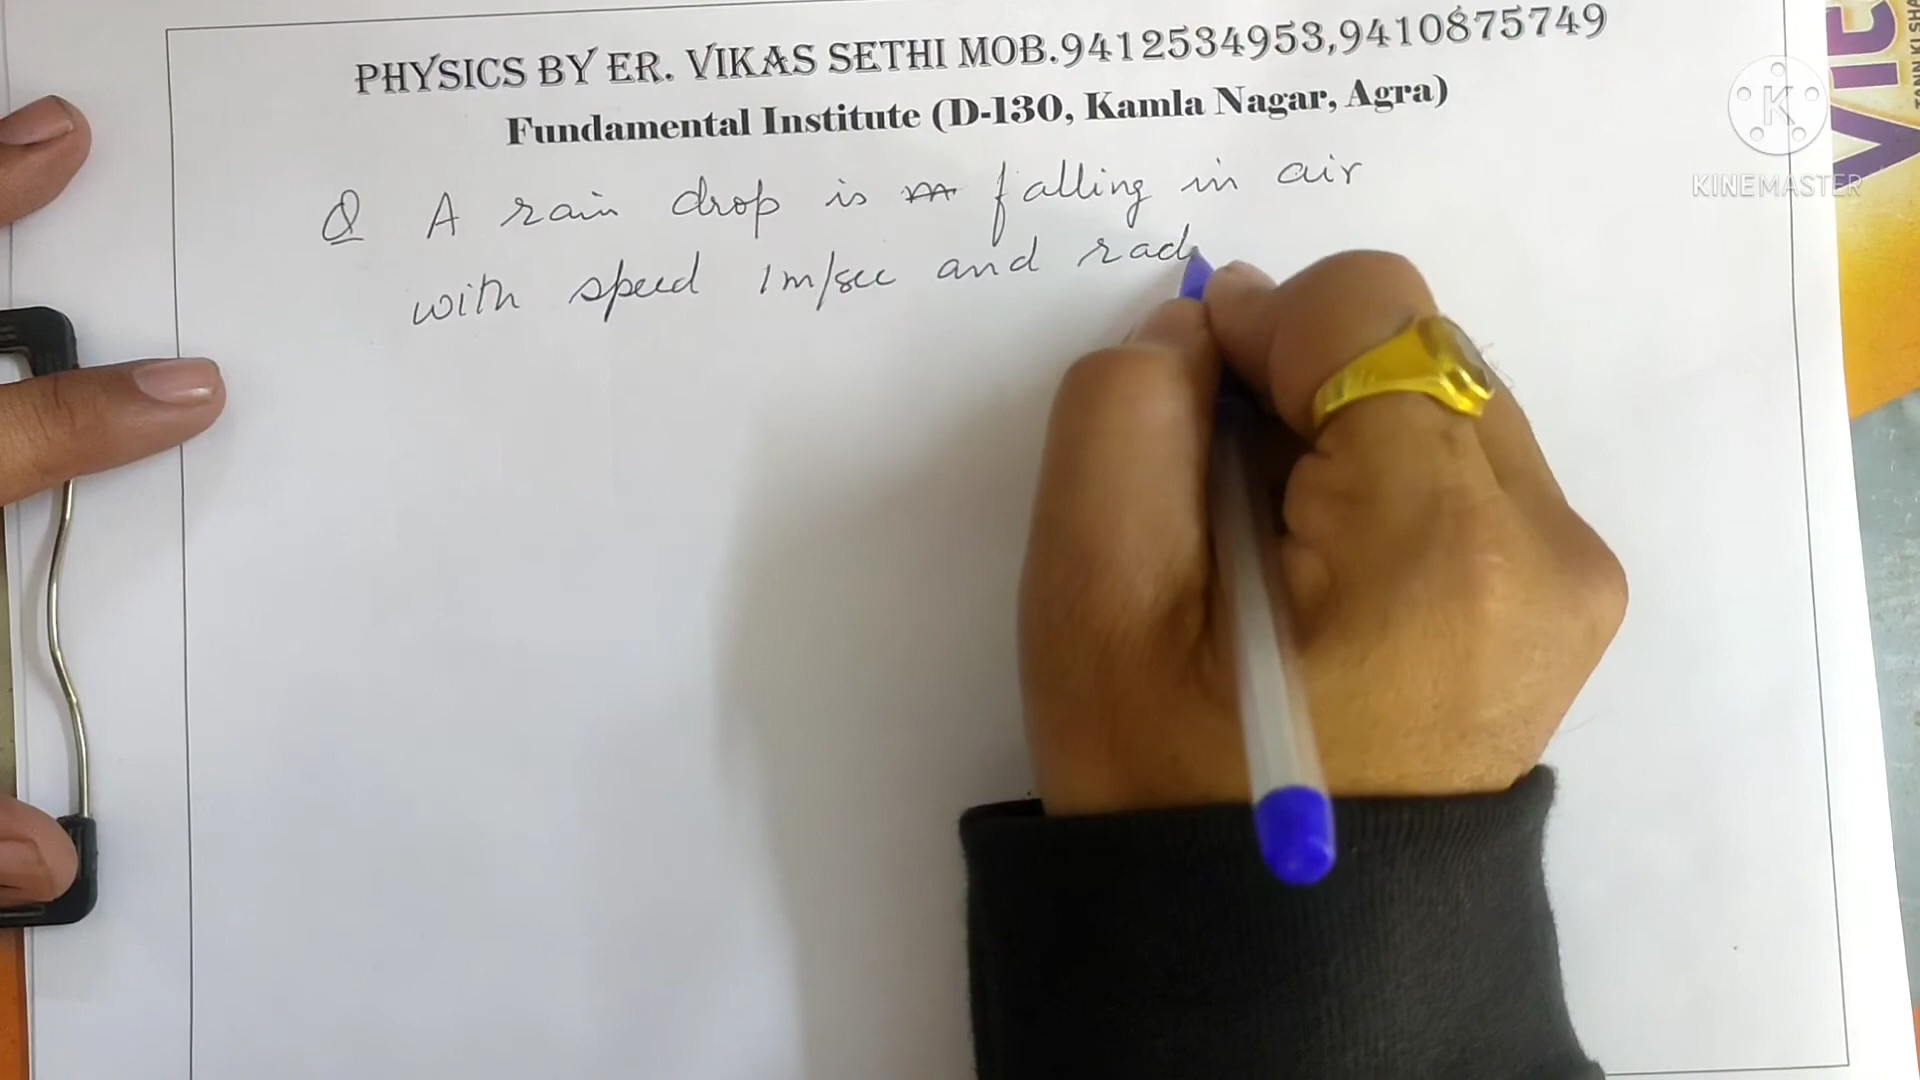 PHYSICS BY ER. VIKAS SETHI MOB.9412534953,9410875749
Fundamental Institute (D-130, Kamla Nagar, Agra)
Q A rain drop is falling in air
with speed 1m/sec and rad
K
KINEMASTER